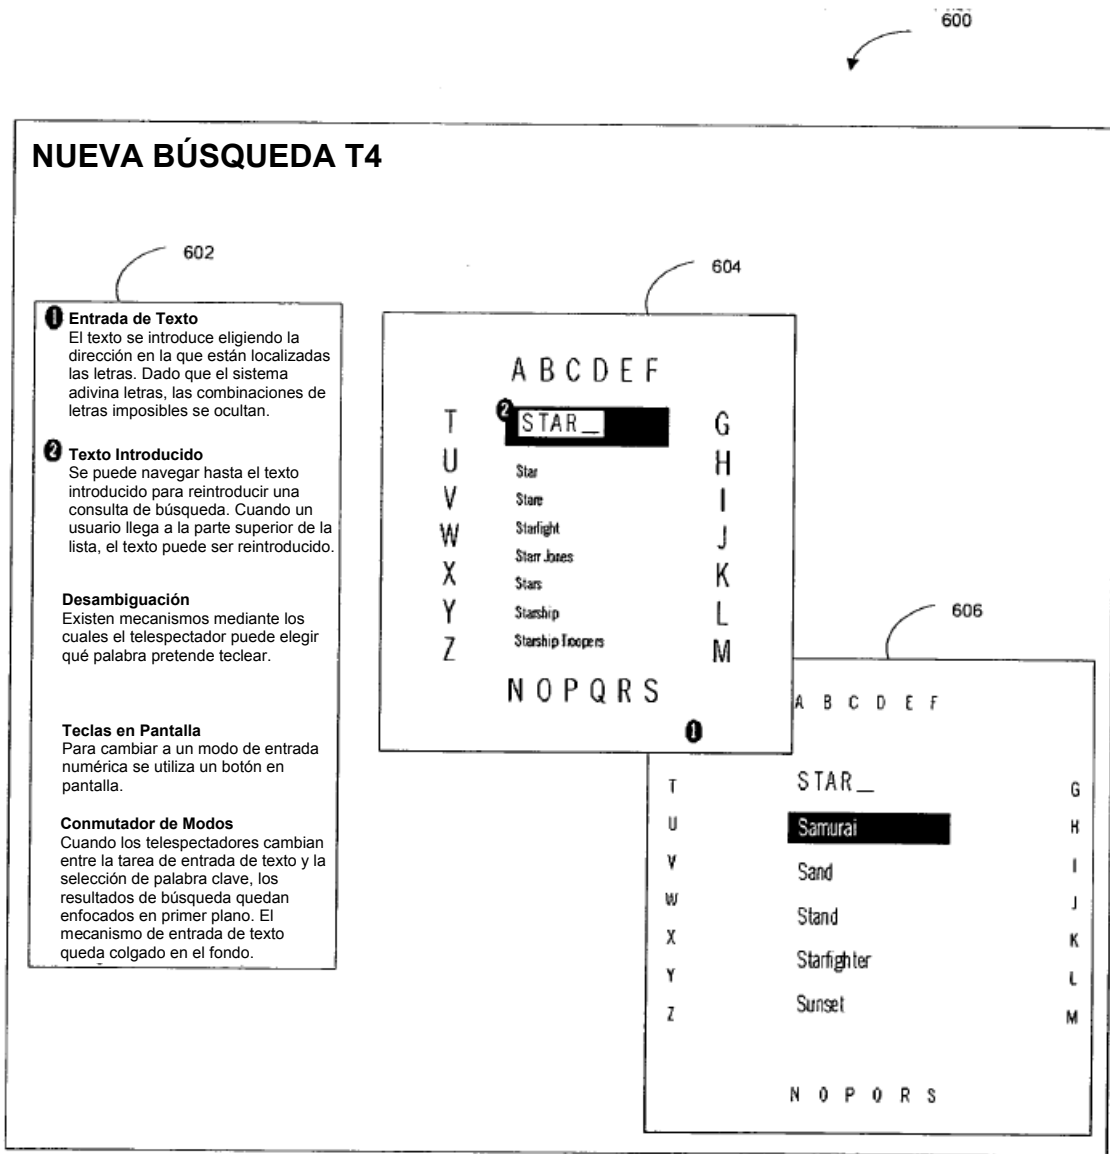 600
NUEVA BÚSQUEDA T4
602
1 Entrada de Texto
El texto se introduce eligiendo la
dirección en la que están localizadas
las letras. Dado que el sistema
adivina letras, las combinaciones de
letras imposibles se ocultan.
2 Texto Introducido
Se puede navegar hasta el texto
introducido para reintroducir una
consulta de búsqueda. Cuando un
usuario llega a la parte superior de la
lista, el texto puede ser reintroducido.
Desambiguación
Existen mecanismos mediante los
cuales el telespectador puede elegir
qué palabra pretende teclear.
Teclas en Pantalla
Para cambiar a un modo de entrada
numérica se utiliza un botón en
pantalla.
Conmutador de Modos
Cuando los telespectadores cambian
entre la tarea de entrada de texto y la
selección de palabra clave, los
resultados de búsqueda quedan
enfocados en primer plano. El
mecanismo de entrada de texto
queda colgado en el fondo.
604
A B C D E F
T
U
V
W
X
Y
Z
2 STAR_
Star
Stare
Starlight
Starr Jones
Stars
Starship
Starship Troopers
G
H
I
J
K
L
M
N O P Q R S
1
606
A B C D E F
T
U
V
W
X
Y
Z
STAR_
Samurai
Sand
Stand
Starfighter
Sunset
G
H
I
J
K
L
M
N O P Q R S